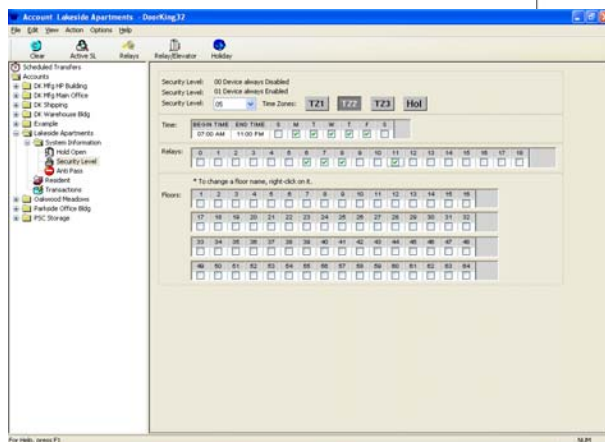 Account Lakeside Apartments - DoorKing32
File Edit View Action Options Help
Clear Active SL Relays Relay/Elevator Holiday
Scheduled Transfers
Accounts
DK Mfg HP Building
DK Mfg Main Office
DK Shipping
DK Warehouse Bldg
Example
Lakeside Apartments
System Information
Hold Open
Security Level
Anti Pass
Resident
Transactions
Oakwood Meadows
Parkside Office Bldg
PSC Storage
Security Level: 00 Device always Disabled
Security Level: 01 Device always Enabled
Security Level: 05 Time Zones: TZ1 TZ2 TZ3 Hol
Time: BEGIN TIME END TIME S M T W T F S
07:00 AM 11:00 PM
Relays: 0 1 2 3 4 5 6 7 8 9 10 11 12 13 14 15 16 17 18
* To change a floor name, right-click on it.
Floors: 1 2 3 4 5 6 7 8 9 10 11 12 13 14 15 16
17 18 19 20 21 22 23 24 25 26 27 28 29 30 31 32
33 34 35 36 37 38 39 40 41 42 43 44 45 46 47 48
49 50 51 52 53 54 55 56 57 58 59 60 61 62 63 64
For Help, press F1 NUM